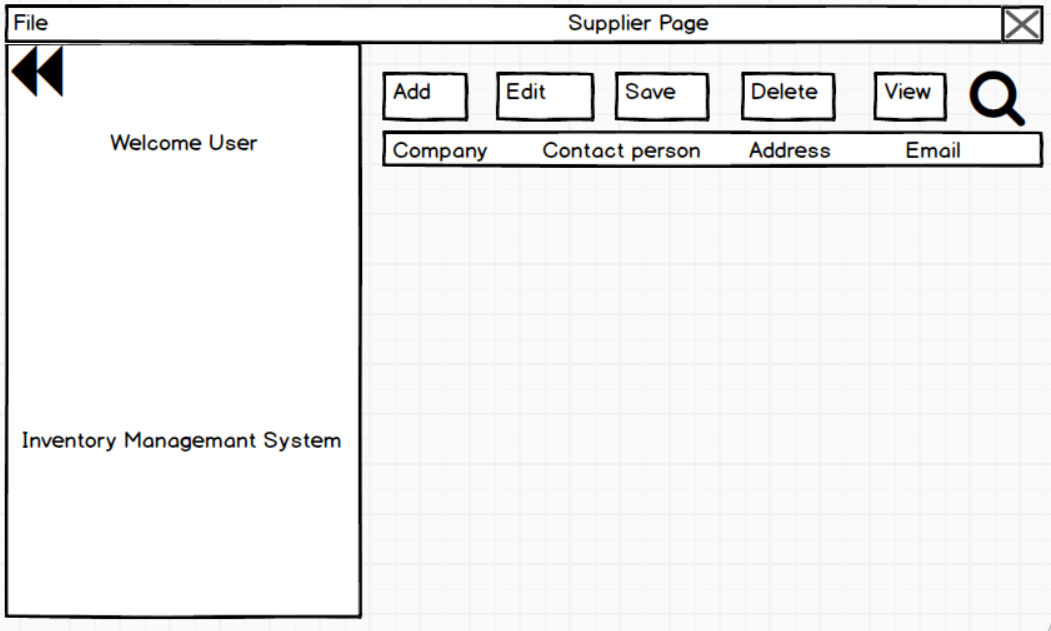 File Supplier Page
Welcome User
Inventory Managemant System
Add Edit Save Delete View
Company Contact person Address Email